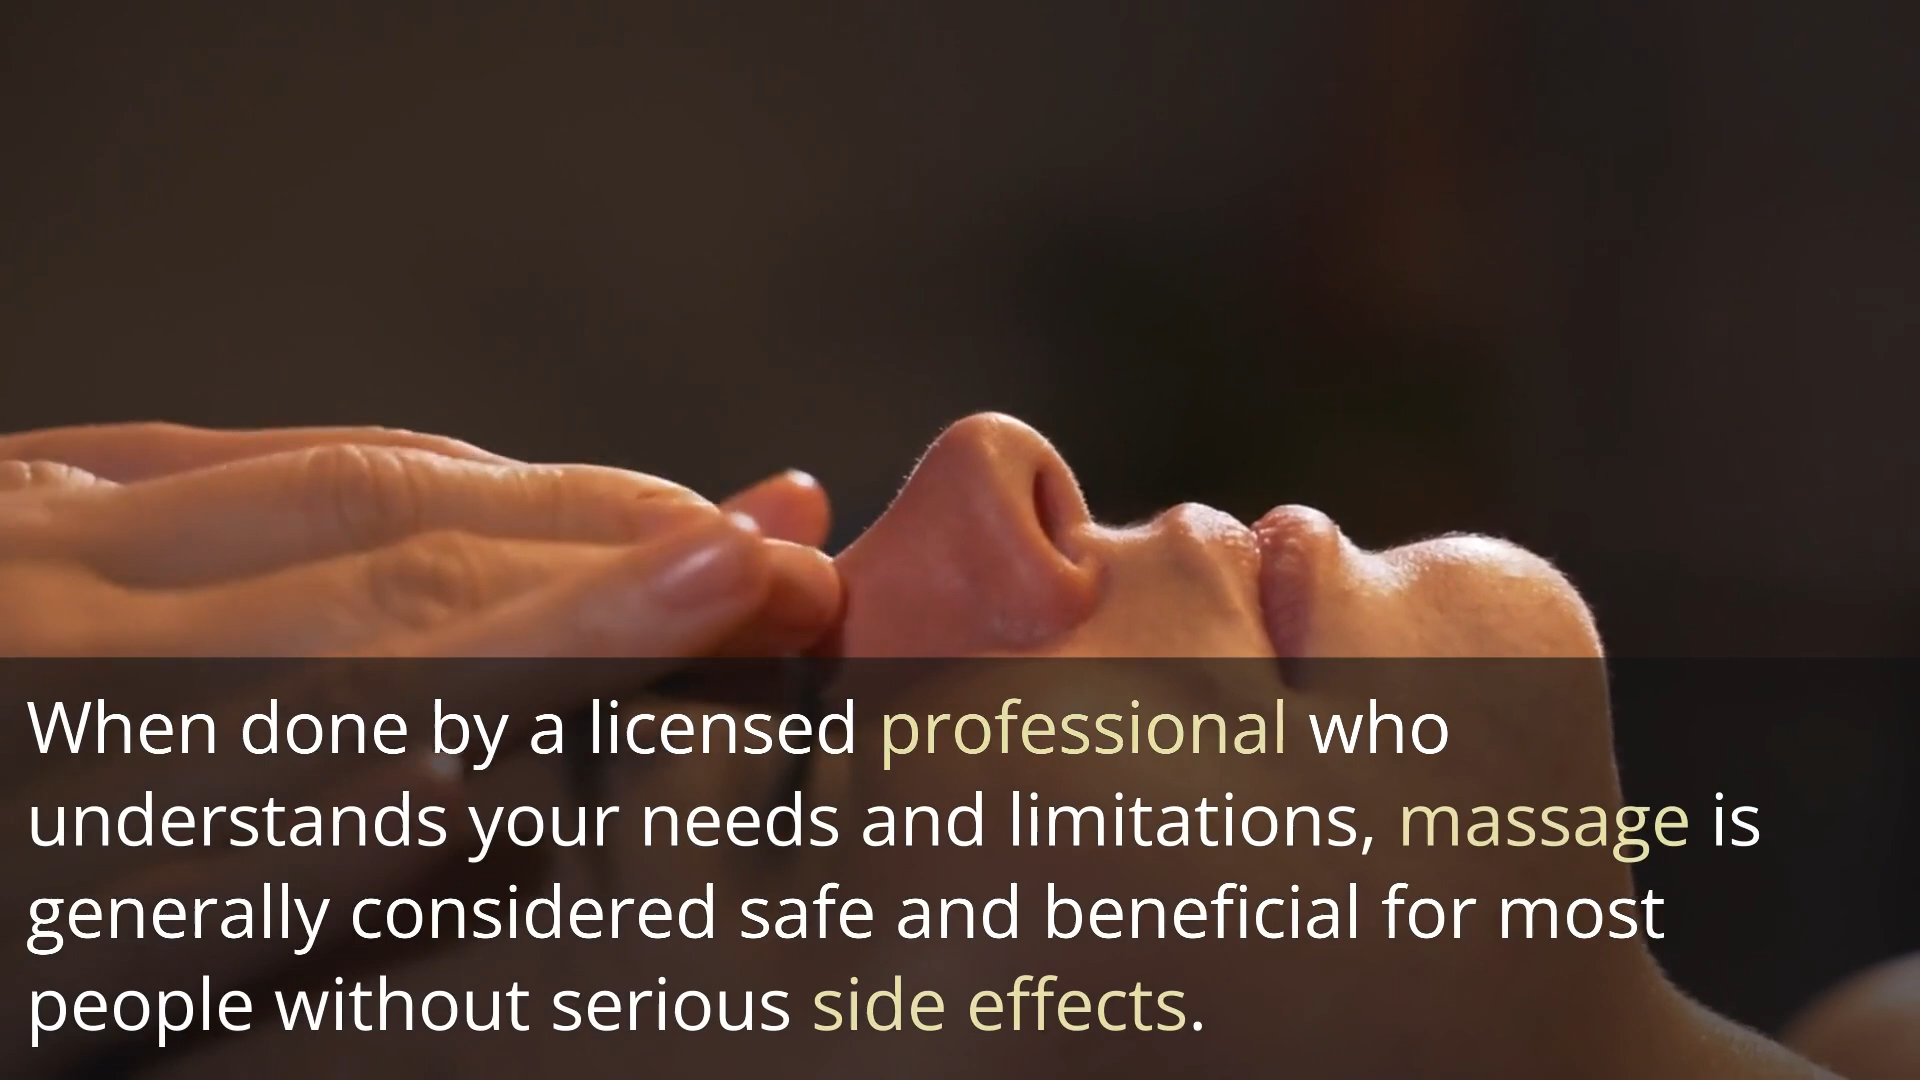 When done by a licensed professional who
understands your needs and limitations, massage is
generally considered safe and beneficial for most
people without serious side effects.